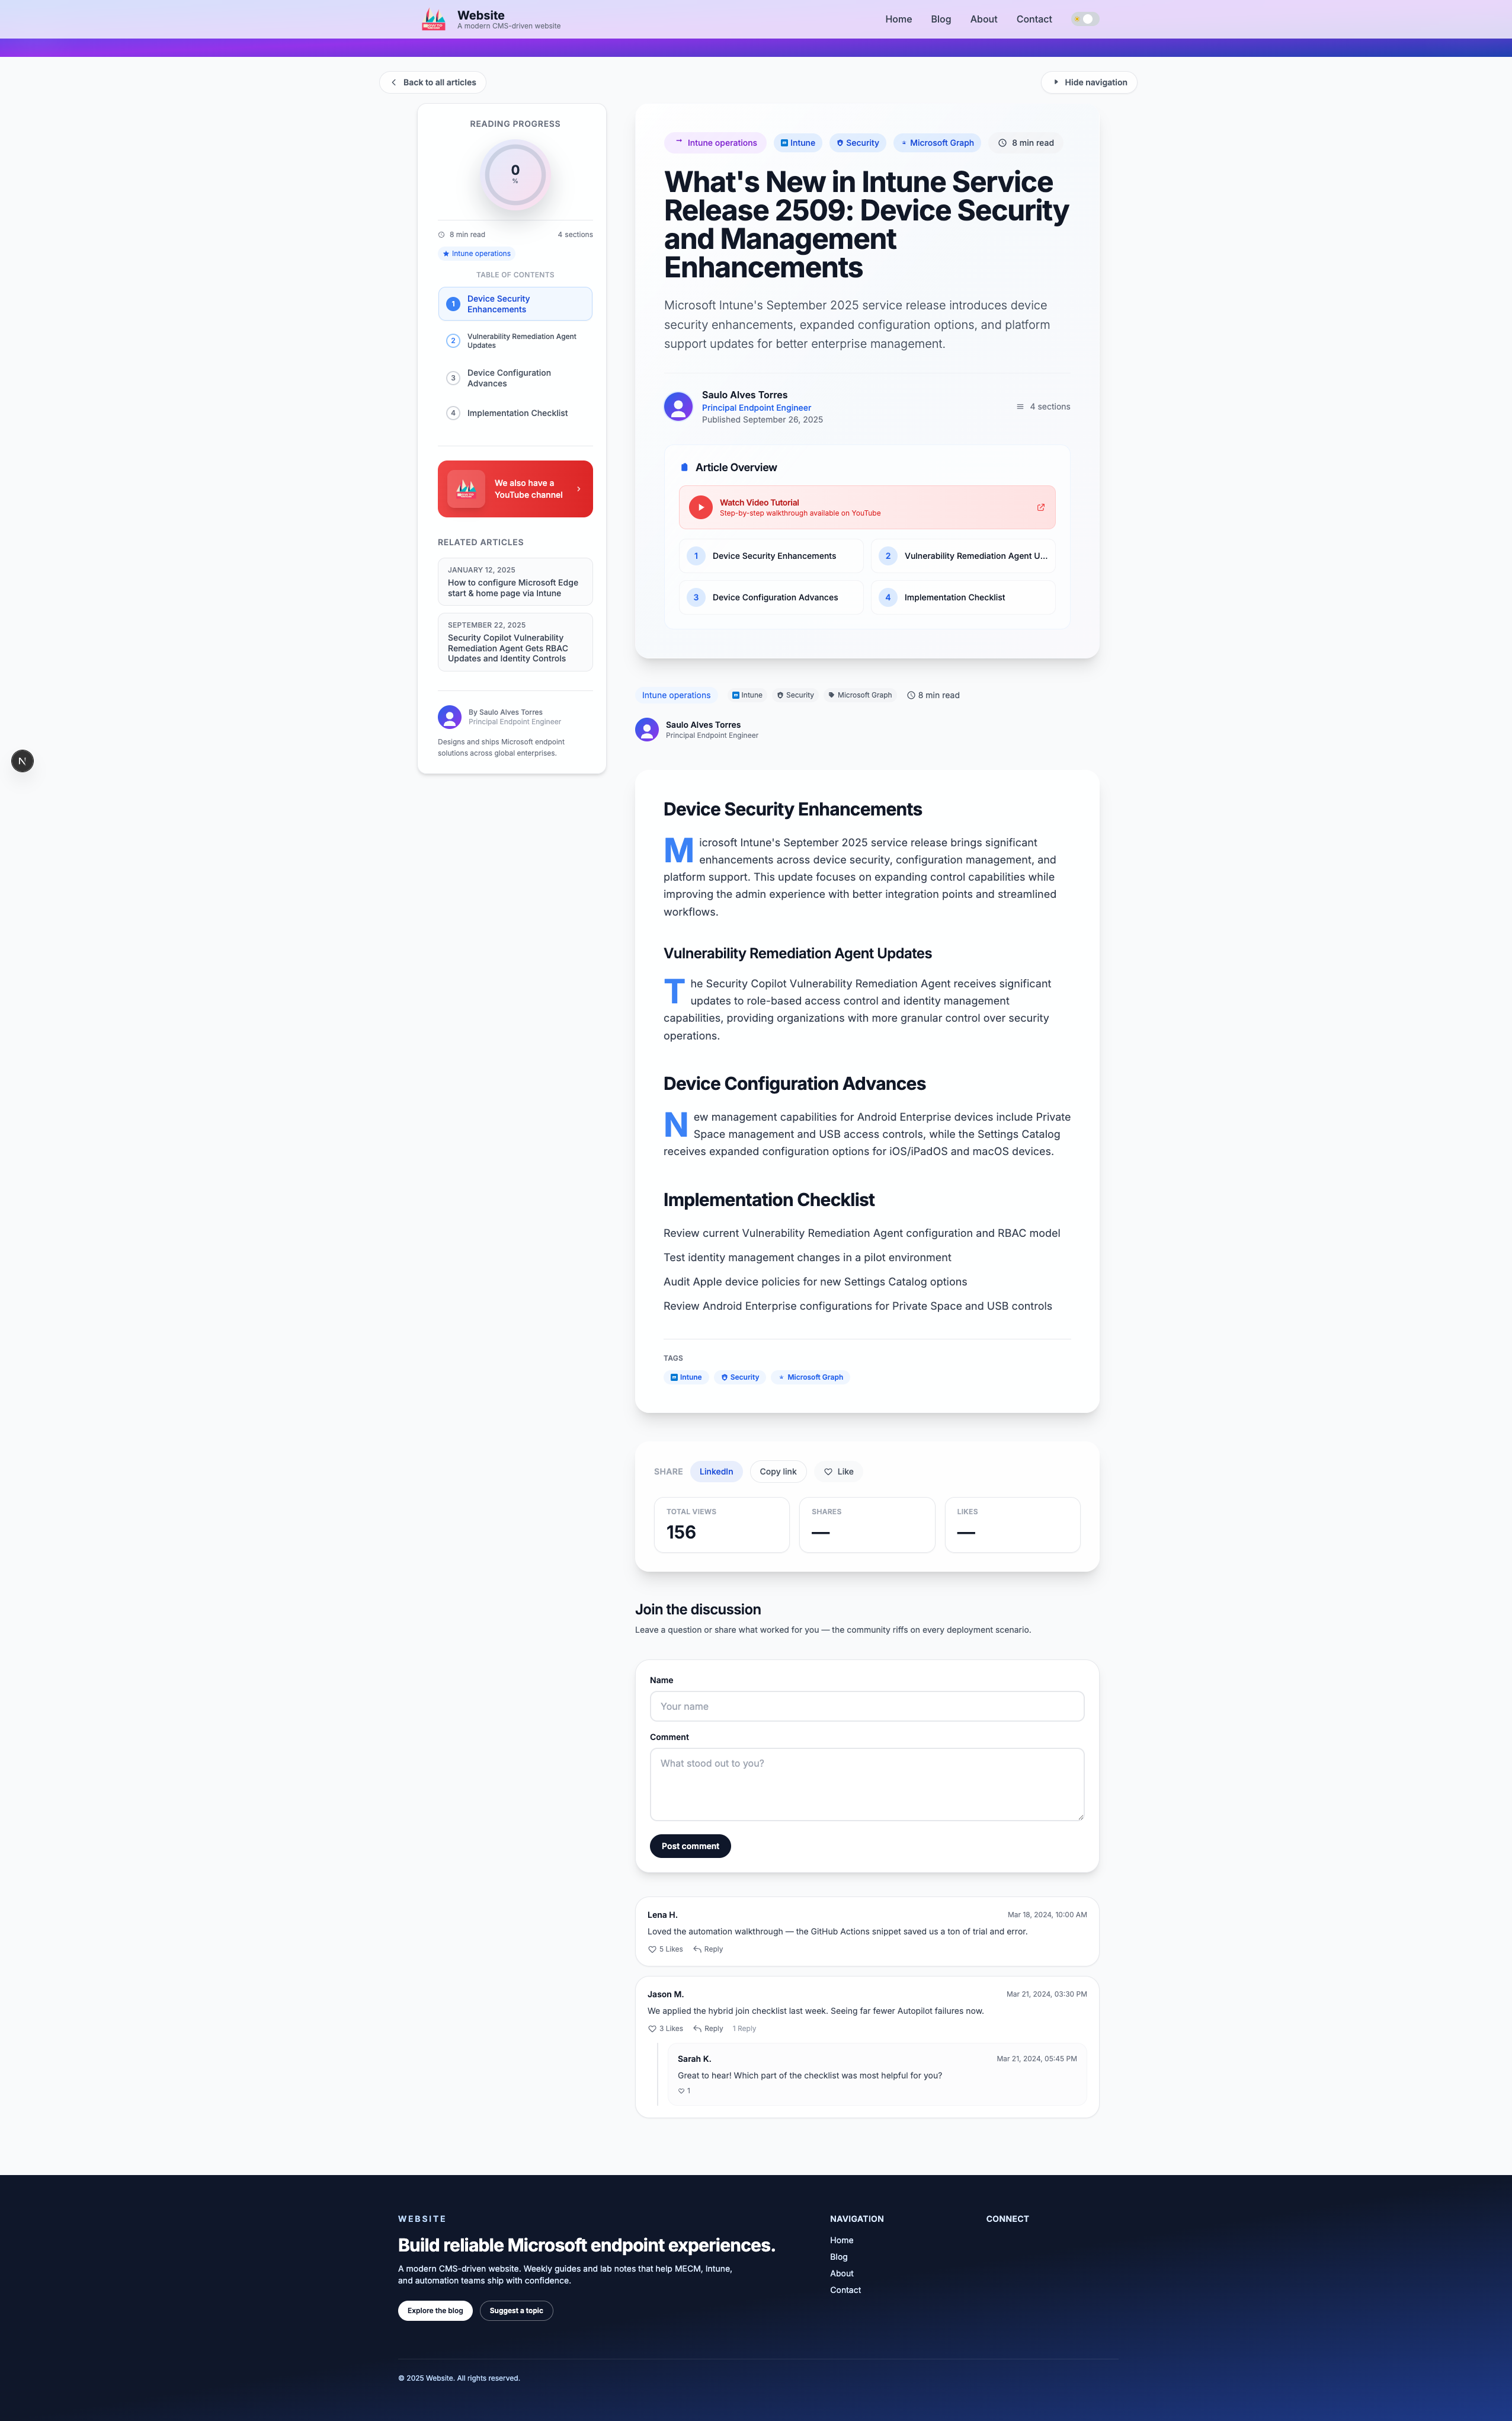 Website
A modern CMS-driven website
Home
Blog
About
Contact
Back to all articles
Hide navigation
READING PROGRESS
0
%
8 min read
4 sections
Intune operations
TABLE OF CONTENTS
1
Device Security
Enhancements
2
Vulnerability Remediation Agent
Updates
3
Device Configuration
Advances
4
Implementation Checklist
We also have a
YouTube channel
RELATED ARTICLES
JANUARY 12, 2025
How to configure Microsoft Edge
start & home page via Intune
SEPTEMBER 22, 2025
Security Copilot Vulnerability
Remediation Agent Gets RBAC
Updates and Identity Controls
By Saulo Alves Torres
Principal Endpoint Engineer
Designs and ships Microsoft endpoint
solutions across global enterprises.
Intune operations
Intune
Security
Microsoft Graph
8 min read
What's New in Intune Service
Release 2509: Device Security
and Management
Enhancements
Microsoft Intune's September 2025 service release introduces device
security enhancements, expanded configuration options, and platform
support updates for better enterprise management.
Saulo Alves Torres
Principal Endpoint Engineer
Published September 26, 2025
4 sections
Article Overview
Watch Video Tutorial
Step-by-step walkthrough available on YouTube
1
Device Security Enhancements
2
Vulnerability Remediation Agent U...
3
Device Configuration Advances
4
Implementation Checklist
Intune operations
Intune
Security
Microsoft Graph
8 min read
Saulo Alves Torres
Principal Endpoint Engineer
Device Security Enhancements
Microsoft Intune's September 2025 service release brings significant
enhancements across device security, configuration management, and
platform support. This update focuses on expanding control capabilities while
improving the admin experience with better integration points and streamlined
workflows.
Vulnerability Remediation Agent Updates
The Security Copilot Vulnerability Remediation Agent receives significant
updates to role-based access control and identity management
capabilities, providing organizations with more granular control over security
operations.
Device Configuration Advances
New management capabilities for Android Enterprise devices include Private
Space management and USB access controls, while the Settings Catalog
receives expanded configuration options for iOS/iPadOS and macOS devices.
Implementation Checklist
Review current Vulnerability Remediation Agent configuration and RBAC model
Test identity management changes in a pilot environment
Audit Apple device policies for new Settings Catalog options
Review Android Enterprise configurations for Private Space and USB controls
TAGS
Intune
Security
Microsoft Graph
SHARE
LinkedIn
Copy link
Like
TOTAL VIEWS
156
SHARES
—
LIKES
—
Join the discussion
Leave a question or share what worked for you — the community riffs on every deployment scenario.
Name
Your name
Comment
What stood out to you?
Post comment
Lena H.
Mar 18, 2024, 10:00 AM
Loved the automation walkthrough — the GitHub Actions snippet saved us a ton of trial and error.
5 Likes
Reply
Jason M.
Mar 21, 2024, 03:30 PM
We applied the hybrid join checklist last week. Seeing far fewer Autopilot failures now.
3 Likes
Reply
1 Reply
Sarah K.
Mar 21, 2024, 05:45 PM
Great to hear! Which part of the checklist was most helpful for you?
1
WEBSITE
Build reliable Microsoft endpoint experiences.
A modern CMS-driven website. Weekly guides and lab notes that help MECM, Intune,
and automation teams ship with confidence.
Explore the blog
Suggest a topic
NAVIGATION
Home
Blog
About
Contact
CONNECT
© 2025 Website. All rights reserved.